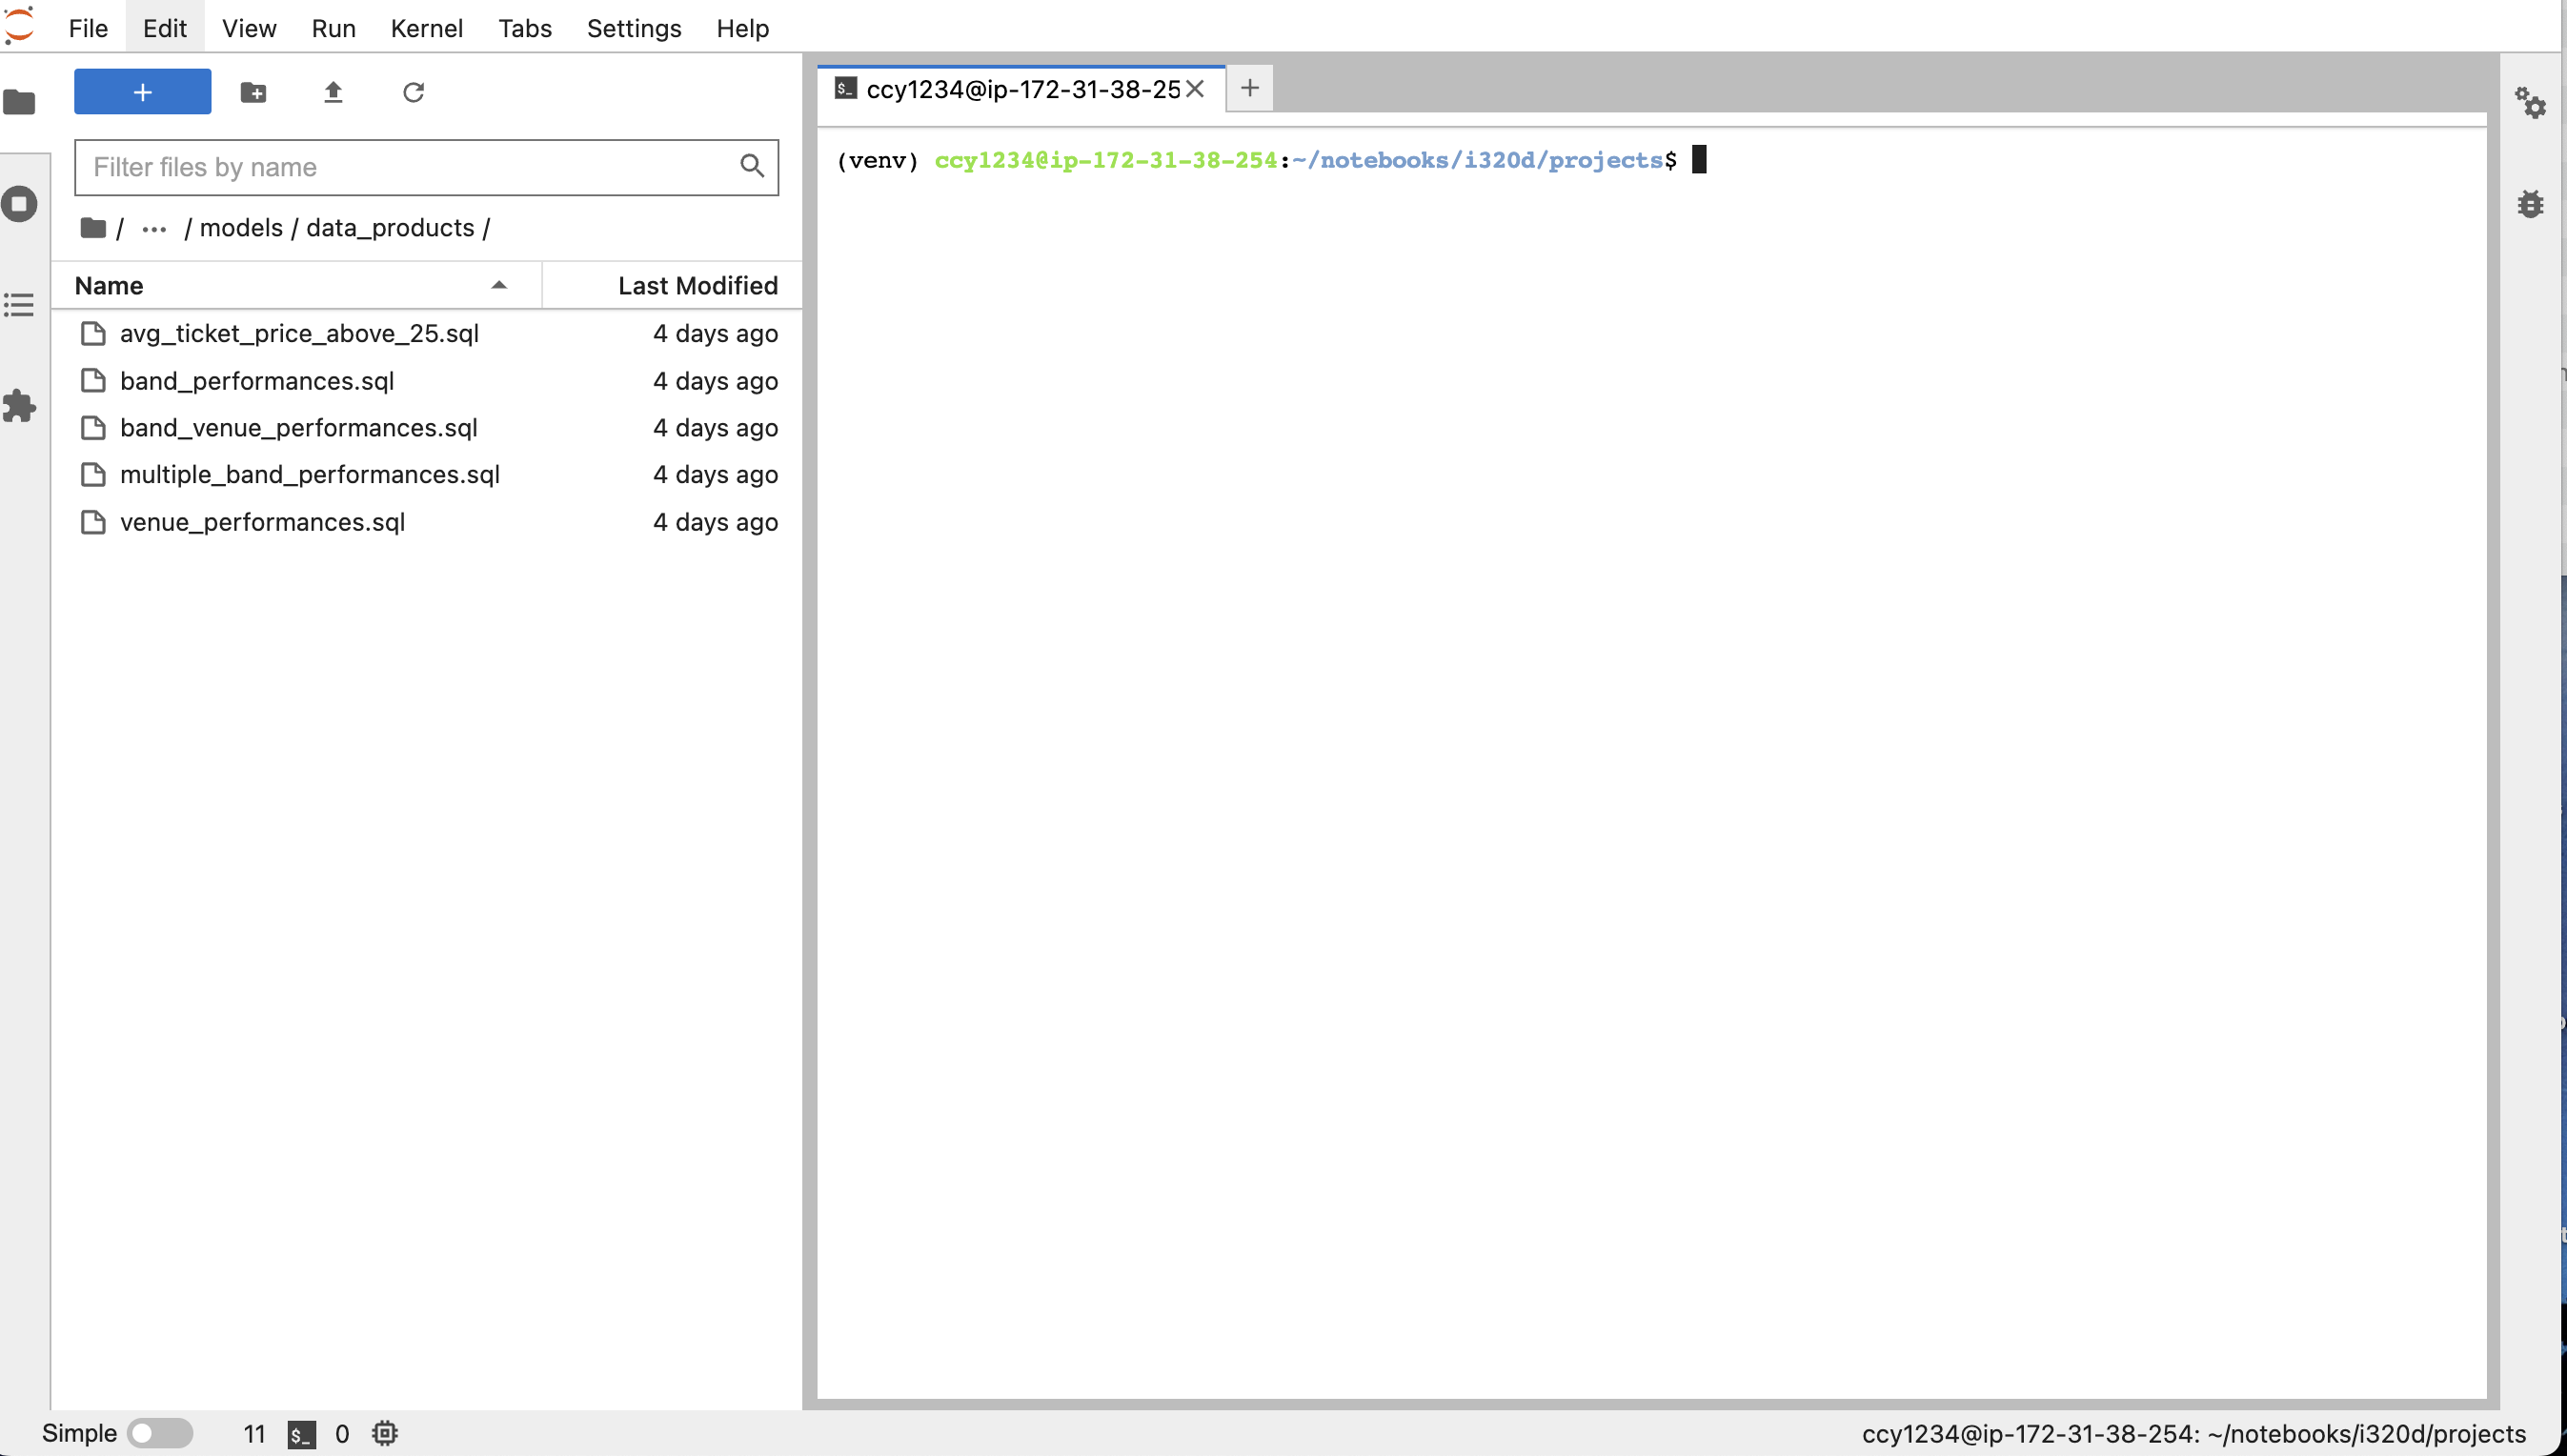 File Edit View Run Kernel Tabs Settings Help
+
Filter files by name
/ ··· / models / data_products /
Name Last Modified
avg_ticket_price_above_25.sql 4 days ago
band_performances.sql 4 days ago
band_venue_performances.sql 4 days ago
multiple_band_performances.sql 4 days ago
venue_performances.sql 4 days ago
$_ ccy1234@ip-172-31-38-25 +
(venv) ccy1234@ip-172-31-38-254:~/notebooks/i320d/projects$
Simple 11 $_ 0
ccy1234@ip-172-31-38-254: ~/notebooks/i320d/projects